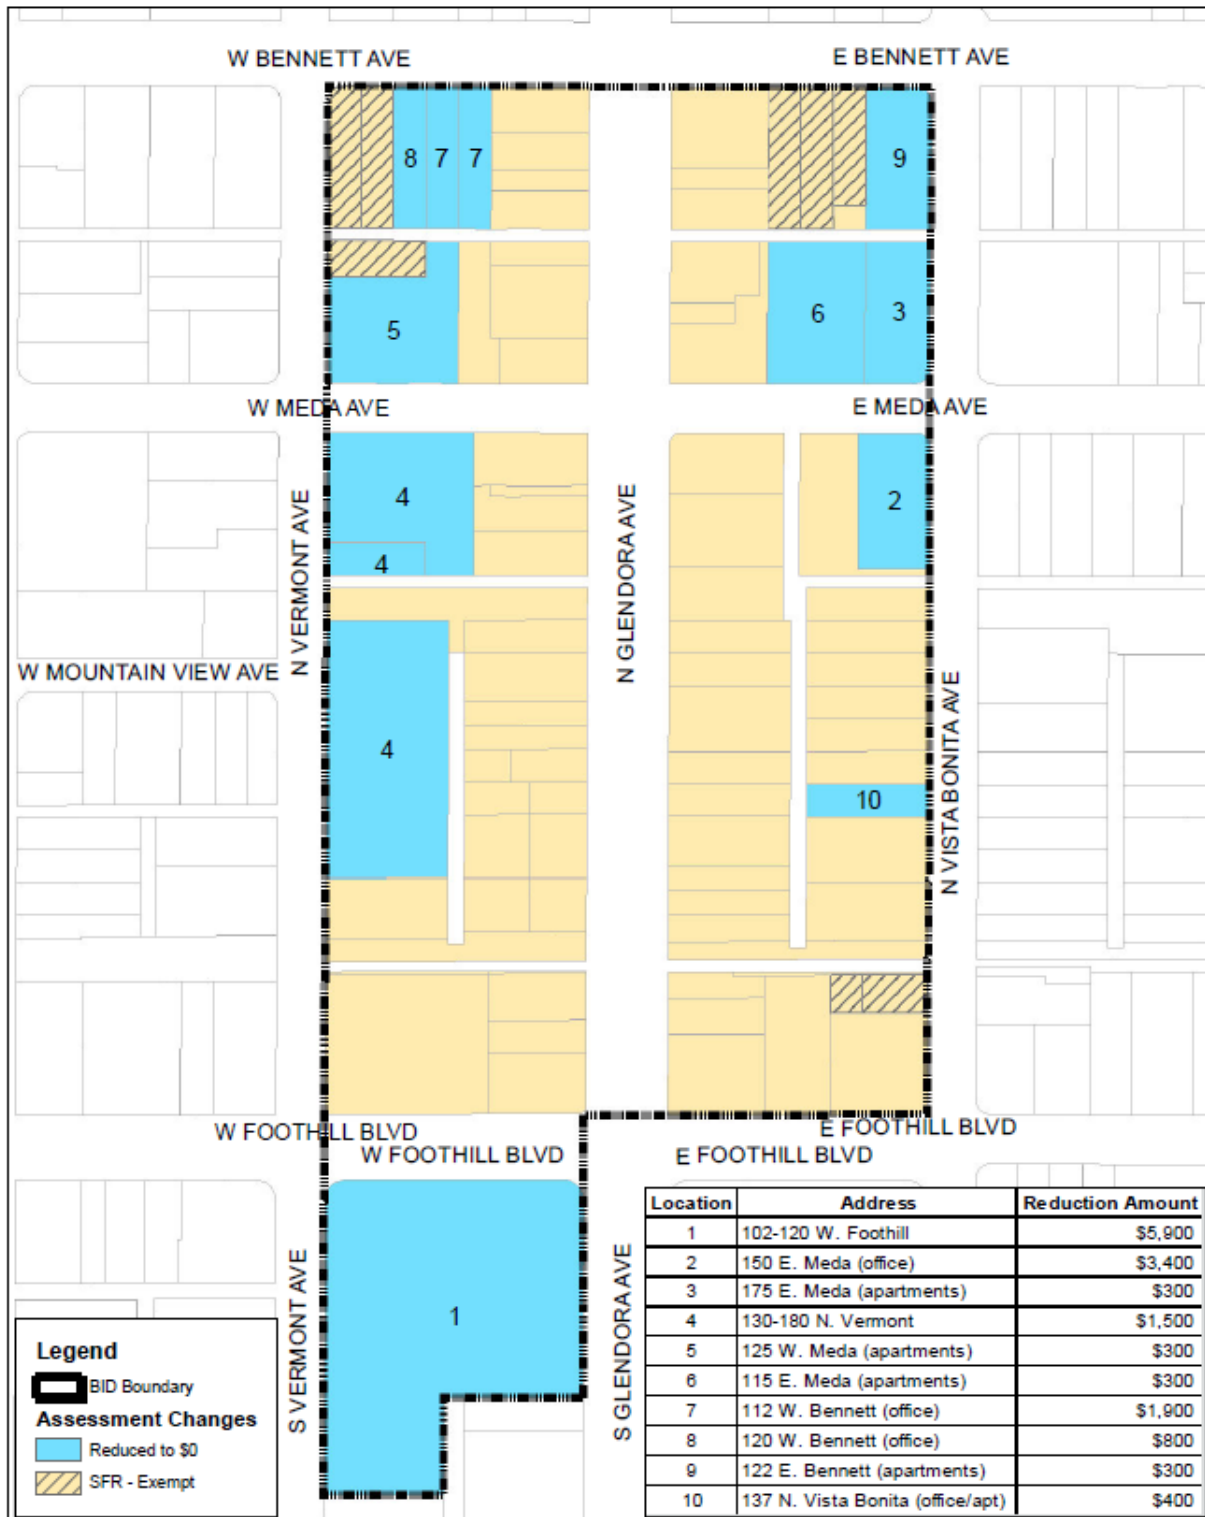 W BENNETT AVE
E BENNETT AVE
8
7
7
9
5
6
3
W MEDA AVE
E MEDA AVE
4
2
4
N VERMONT AVE
N GLENDORA AVE
W MOUNTAIN VIEW AVE
4
10
N VISTA BONITA AVE
W FOOTHILL BLVD
E FOOTHILL BLVD
W FOOTHILL BLVD
E FOOTHILL BLVD
1
S VERMONT AVE
S GLENDORA AVE
Location Address Reduction Amount
1 102-120 W. Foothill $5,900
2 150 E. Meda (office) $3,400
3 175 E. Meda (apartments) $300
4 130-180 N. Vermont $1,500
5 125 W. Meda (apartments) $300
6 115 E. Meda (apartments) $300
7 112 W. Bennett (office) $1,900
8 120 W. Bennett (office) $800
9 122 E. Bennett (apartments) $300
10 137 N. Vista Bonita (office/apt) $400
Legend
BID Boundary
Assessment Changes
Reduced to $0
SFR - Exempt